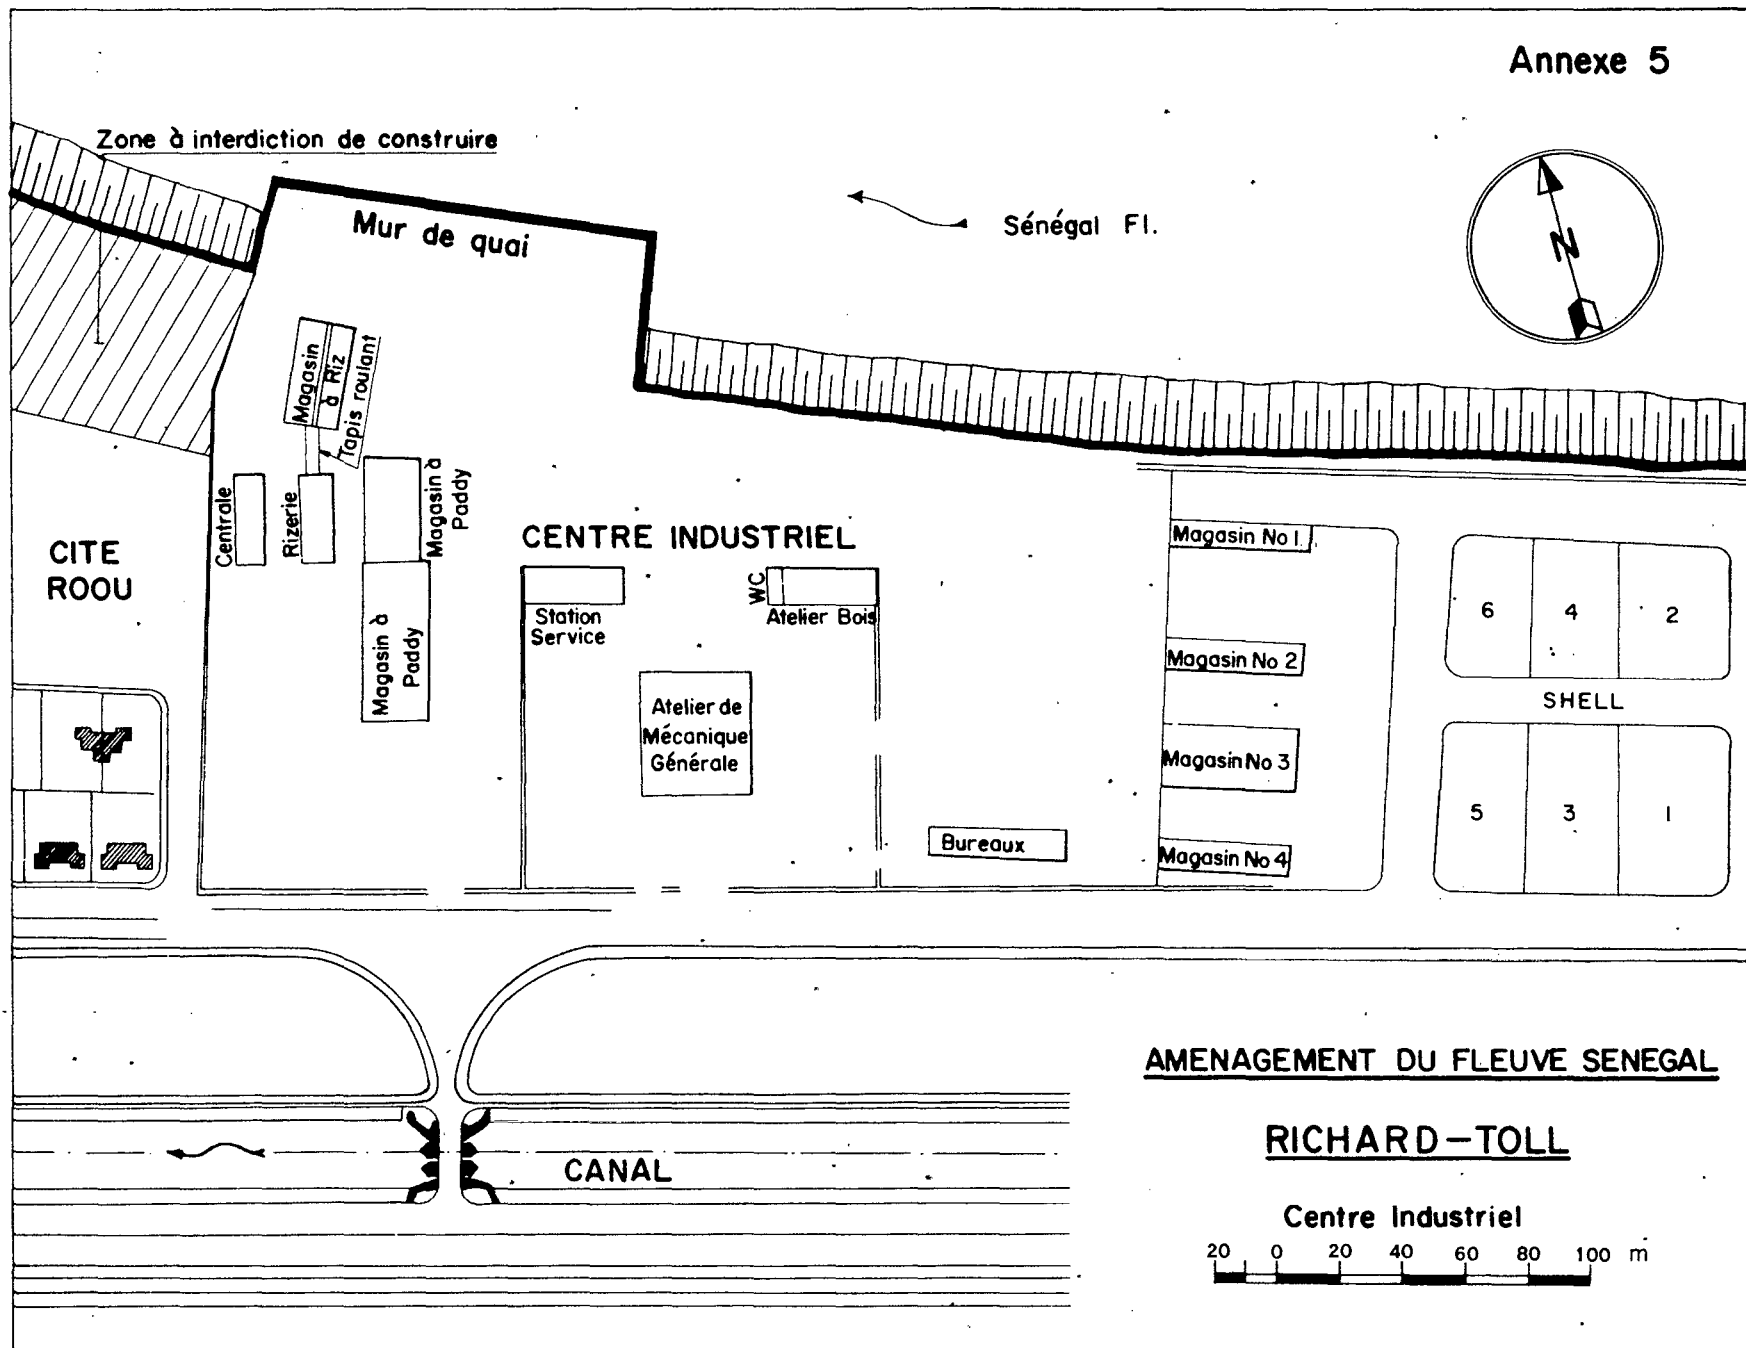 Annexe 5
Zone à interdiction de construire
Mur de quai
Sénégal Fl.
N
Magasin
à Riz
Tapis roulant
Centrale
Rizerie
Magasin à
Paddy
CITE
ROOU
CENTRE INDUSTRIEL
Magasin No 1
Station
Service
WC
Atelier Bois
Magasin à
Paddy
6
4
2
Magasin No 2
SHELL
Atelier de
Mécanique
Générale
Magasin No 3
5
3
1
Bureaux
Magasin No 4
AMENAGEMENT DU FLEUVE SENEGAL
RICHARD-TOLL
CANAL
Centre Industriel
20 0 20 40 60 80 100 m